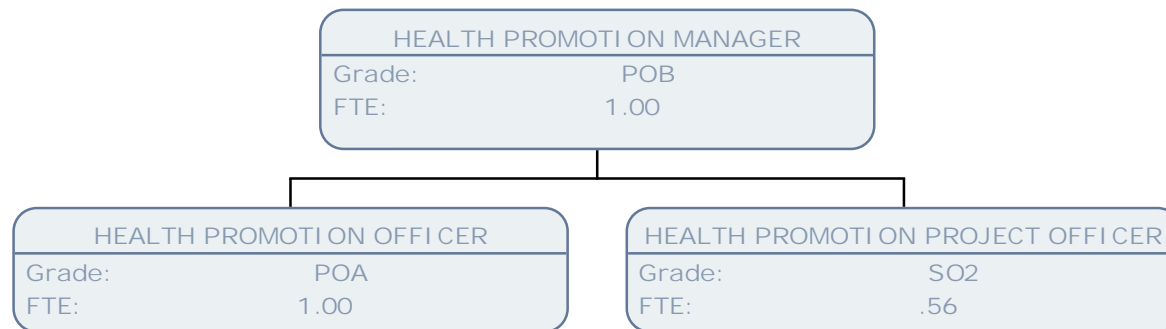 HEALTH PROMOTION MANAGER
Grade: POB
FTE: 1.00
HEALTH PROMOTION OFFICER
Grade: POA
FTE: 1.00
HEALTH PROMOTION PROJECT OFFICER
Grade: SO2
FTE: .56